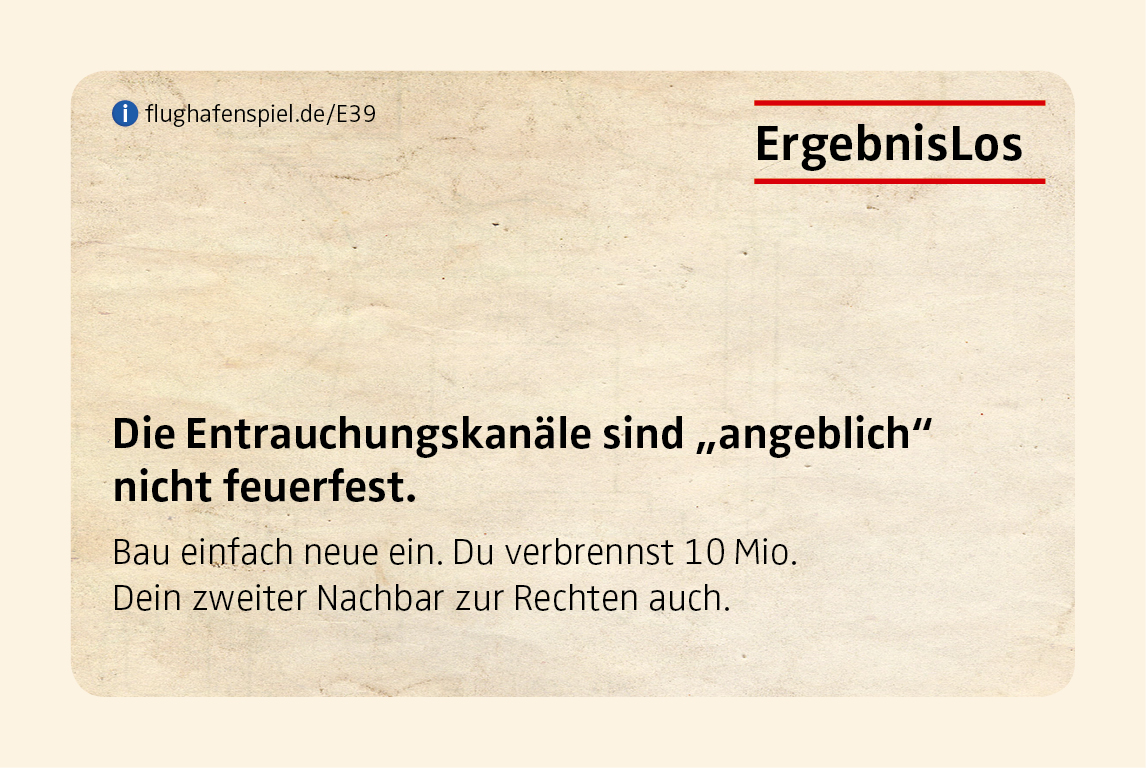 i flughafenspiel.de/E39
ErgebnisLos
Die Entrauchungskanäle sind „angeblich“
nicht feuerfest.
Bau einfach neue ein. Du verbrennst 10 Mio.
Dein zweiter Nachbar zur Rechten auch.